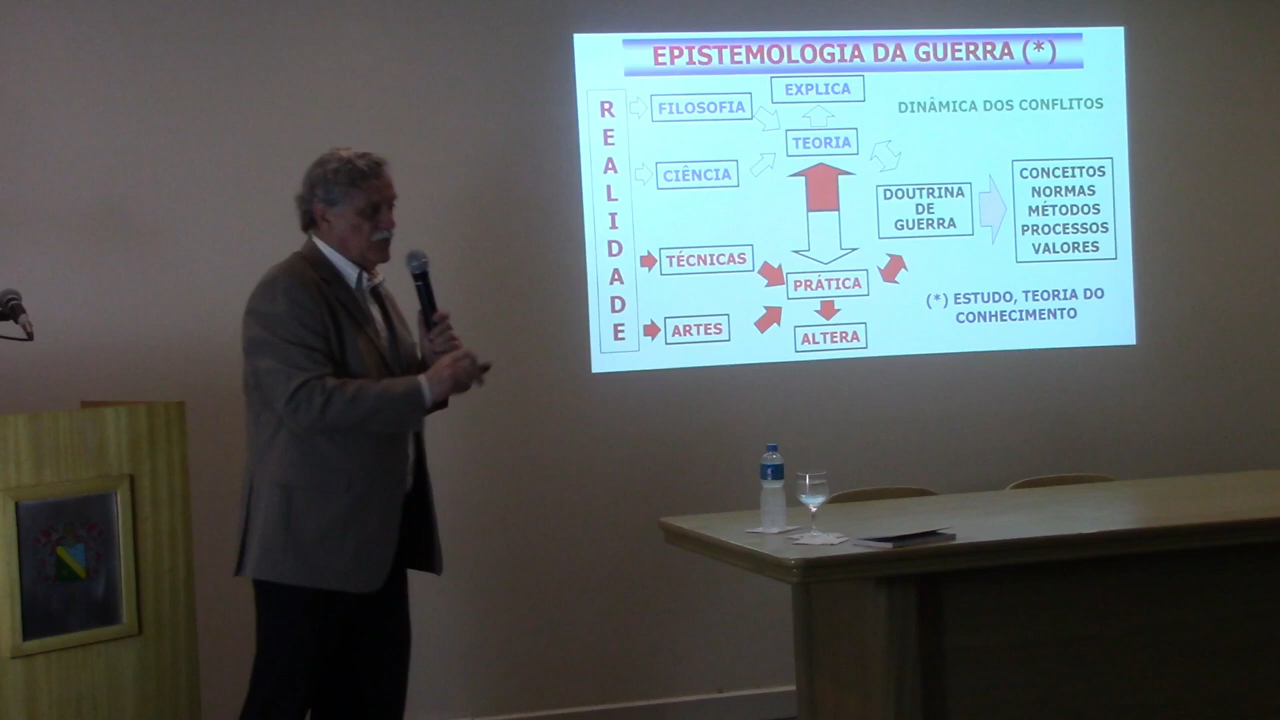 EPISTEMOLOGIA DA GUERRA (*)
REALIDADE
FILOSOFIA
EXPLICA
DINÂMICA DOS CONFLITOS
TEORIA
CIÊNCIA
DOUTRINA
DE
GUERRA
CONCEITOS
NORMAS
MÉTODOS
PROCESSOS
VALORES
TÉCNICAS
PRÁTICA
ARTES
ALTERA
(*) ESTUDO, TEORIA DO
CONHECIMENTO